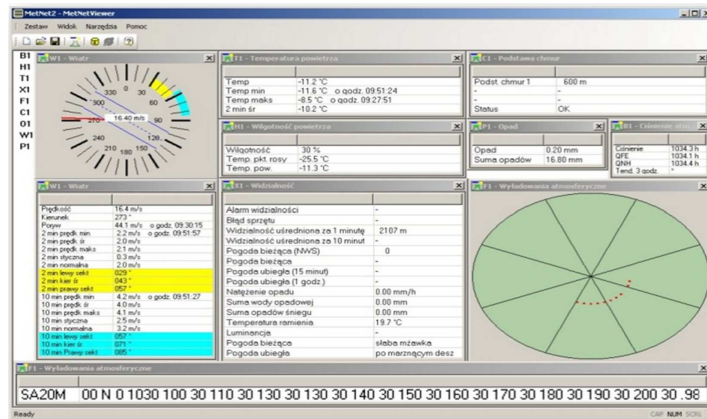 MetNet2 - MetNetViewer
Zestaw Widok Narzędzia Pomoc
B1
H1
T1
X1
F1
C1
O1
W1
P1
W1 - Wiatr
0
30
60
90
120
150
180
210
240
270
300
330
16.40 m/s
T1 - Temperatura powietrza
Temp -11.2 °C
Temp min -11.6 °C o godz. 09:51:24
Temp maks -8.5 °C o godz. 09:27:51
2 min śr -10.2 °C
C1 - Podstawa chmur
Podst. chmur 1 600 m
-
-
Status OK
H1 - Wilgotność powietrza
Wilgotność 30 %
Temp. pkt. rosy -25.5 °C
Temp. pow. -11.3 °C
P1 - Opad
Opad 0.20 mm
Suma opadów 16.80 mm
B1 - Ciśnienie
Ciśnienie 1034.3 h
QFE 1034.1 h
QNH 1034.4 h
Tend. 3 godz. -
W1 - Wiatr
Prędkość 16.4 m/s
Kierunek 273 °
Poryw 44.1 m/s o godz. 09:30:15
2 min prędk min 2.2 m/s o godz. 09:51:57
2 min prędk śr 2.0 m/s
2 min prędk maks 2.1 m/s
2 min styczna 0.3 m/s
2 min normalna 2.0 m/s
2 min lewy sekt 029 °
2 min kier śr 043 °
2 min prawy sekt 057 °
10 min prędk min 4.2 m/s o godz. 09:51:27
10 min prędk śr 4.0 m/s
10 min prędk maks 4.1 m/s
10 min styczna 2.5 m/s
10 min normalna 3.2 m/s
10 min lewy sekt 057 °
10 min kier śr 071 °
10 min Prawy sekt 085 °
- Widzialność
Alarm widzialności -
Błąd sprzętu -
Widzialność uśredniona za 1 minutę 2107 m
Widzialność uśredniona za 10 minut -
Pogoda bieżąca (NWS) 0
Pogoda bieżąca -
Pogoda ubiegła (15 minut) -
Pogoda ubiegła (1 godz.) -
Natężenie opadu 0.00 mm/h
Suma wody opadowej 0.00 mm
Suma opadów śniegu 0.00 mm
Temperatura ramienia 19.7 °C
Luminancja -
Pogoda bieżąca słaba mżawka
Pogoda ubiegła po marznącym desz
F1 - Wyładowania atmosferyczne
F1 - Wyładowania atmosferyczne
SA20M 00 N 0 1030 100 30 110 30 130 30 130 30 140 30 150 30 160 30 170 30 180 30 190 30 200 30 .98
Ready CAP NUM SCRL